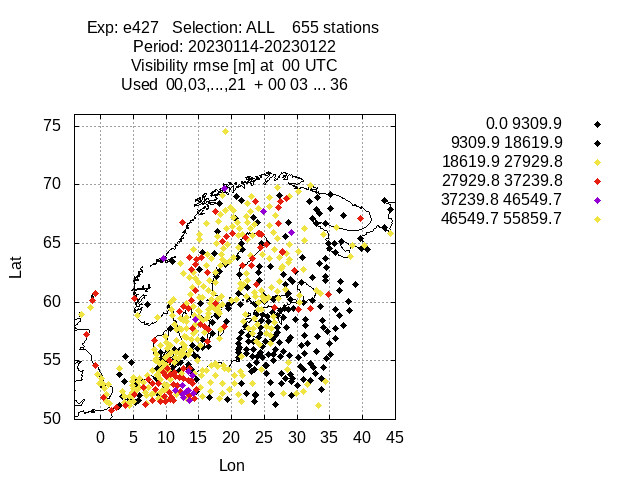 Exp: e427 Selection: ALL 655 stations
Period: 20230114-20230122
Visibility rmse [m] at 00 UTC
Used 00,03,...,21 + 00 03 ... 36
0.0 9309.9
9309.9 18619.9
18619.9 27929.8
27929.8 37239.8
37239.8 46549.7
46549.7 55859.7
75
70
65
60
55
50
Lat
0 5 10 15 20 25 30 35 40 45
Lon